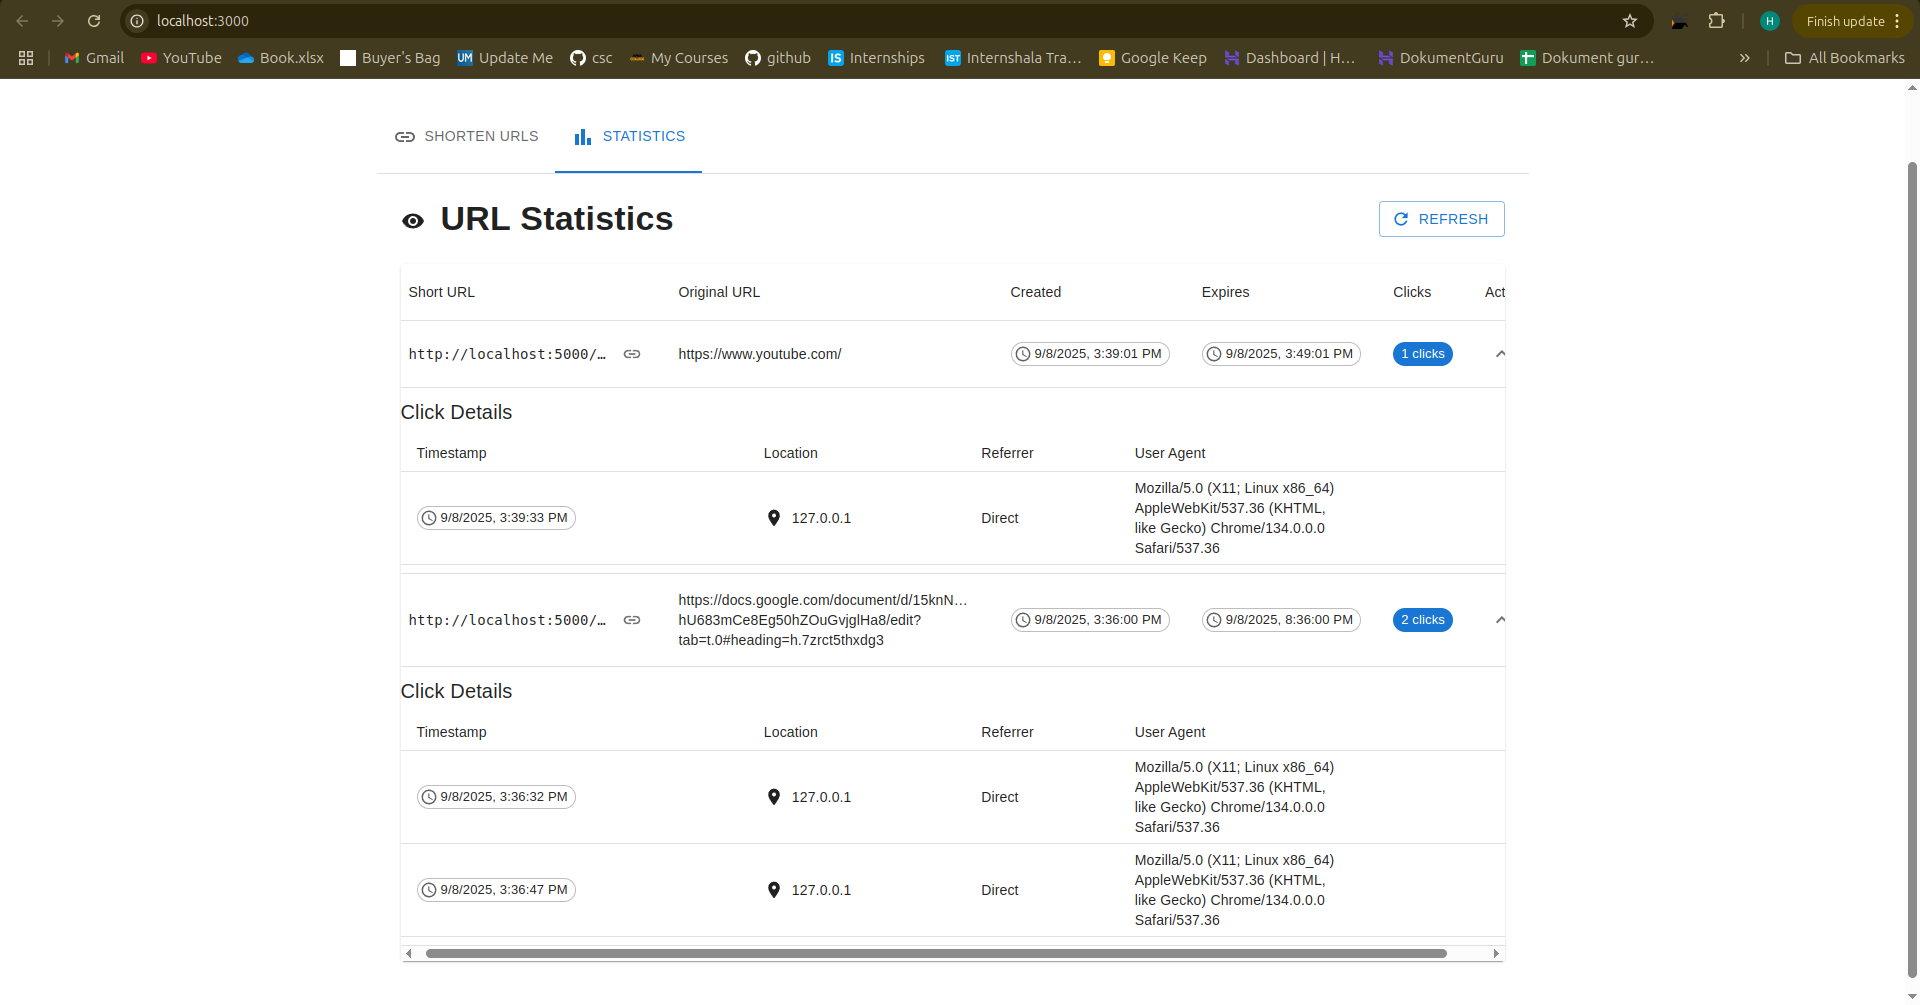 localhost:3000
H
Finish update
Gmail
YouTube
Book.xlsx
Buyer's Bag
UM Update Me
csc
My Courses
github
IS Internships
IST Internshala Tra...
Google Keep
Dashboard | H...
DokumentGuru
Dokument gur...
»
All Bookmarks
SHORTEN URLS
STATISTICS
URL Statistics
REFRESH
Short URL Original URL Created Expires Clicks Act
http://localhost:5000/… https://www.youtube.com/ 9/8/2025, 3:39:01 PM 9/8/2025, 3:49:01 PM 1 clicks
Click Details
Timestamp Location Referrer User Agent
9/8/2025, 3:39:33 PM 127.0.0.1 Direct
Mozilla/5.0 (X11; Linux x86_64)
AppleWebKit/537.36 (KHTML,
like Gecko) Chrome/134.0.0.0
Safari/537.36
http://localhost:5000/…
https://docs.google.com/document/d/15knN…
hU683mCe8Eg50hZOuGvjglHa8/edit?
tab=t.0#heading=h.7zrct5thxdg3
9/8/2025, 3:36:00 PM 9/8/2025, 8:36:00 PM 2 clicks
Click Details
Timestamp Location Referrer User Agent
9/8/2025, 3:36:32 PM 127.0.0.1 Direct
Mozilla/5.0 (X11; Linux x86_64)
AppleWebKit/537.36 (KHTML,
like Gecko) Chrome/134.0.0.0
Safari/537.36
9/8/2025, 3:36:47 PM 127.0.0.1 Direct
Mozilla/5.0 (X11; Linux x86_64)
AppleWebKit/537.36 (KHTML,
like Gecko) Chrome/134.0.0.0
Safari/537.36